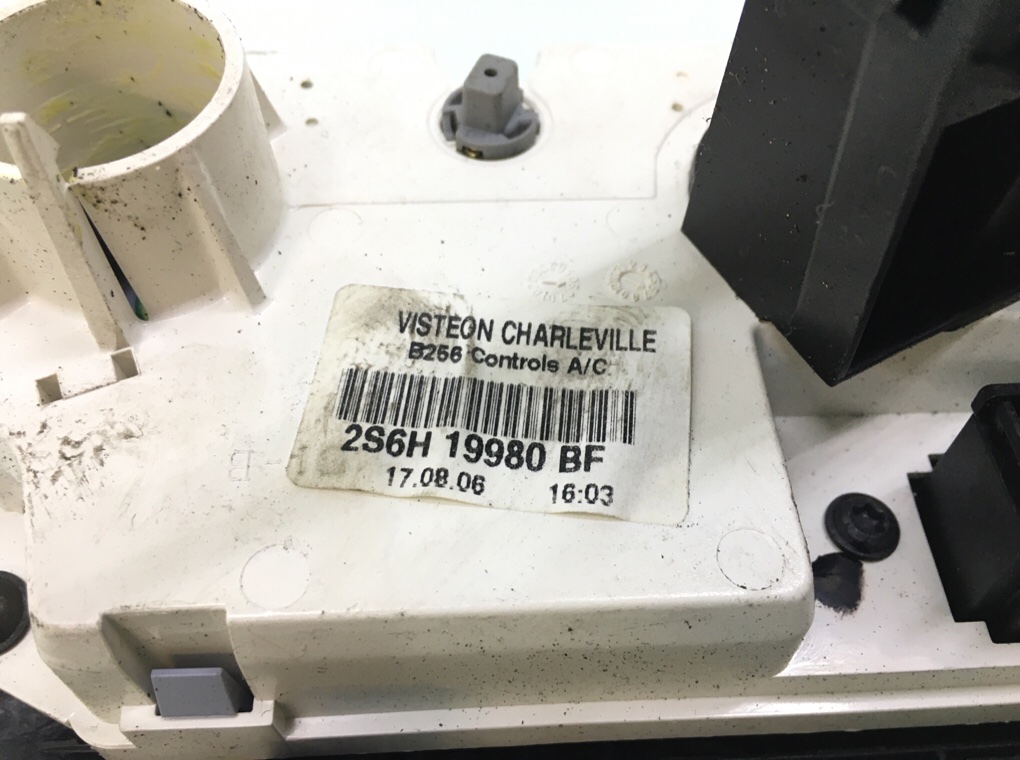 VISTEON CHARLEVILLE
B256 Controls A/C
2S6H 19980 BF
17.08.06 16:03